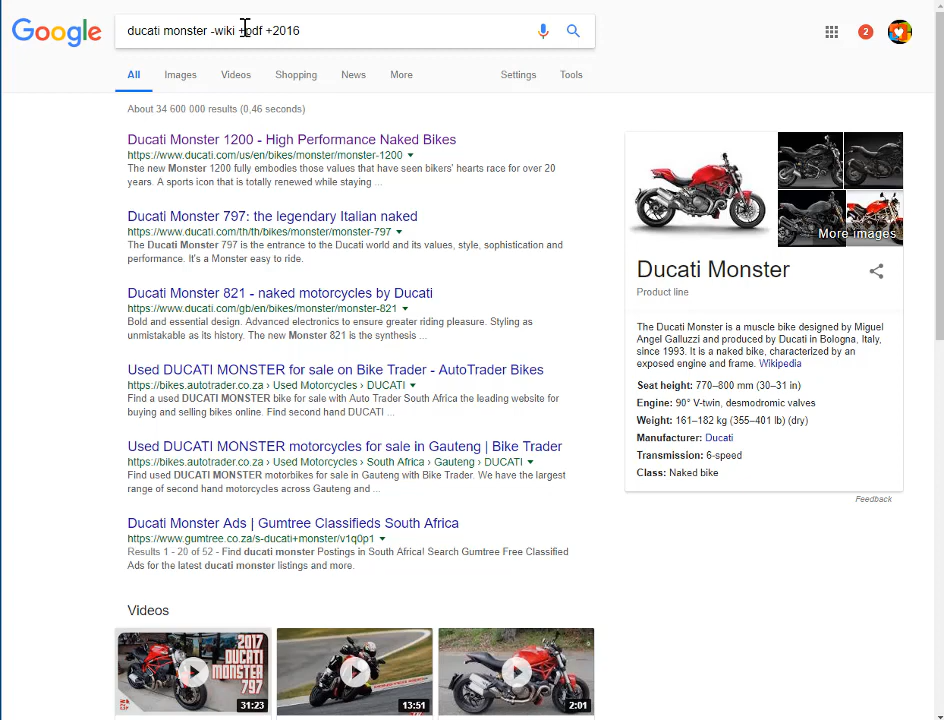 Google
ducati monster -wiki +pdf +2016
2
All Images Videos Shopping News More Settings Tools
About 34 600 000 results (0,46 seconds)
Ducati Monster 1200 - High Performance Naked Bikes
https://www.ducati.com/us/en/bikes/monster/monster-1200
The new Monster 1200 fully embodies those values that have seen bikers' hearts race for over 20
years. A sports icon that is totally renewed while staying ...
Ducati Monster 797: the legendary Italian naked
https://www.ducati.com/th/th/bikes/monster/monster-797
The Ducati Monster 797 is the entrance to the Ducati world and its values, style, sophistication and
performance. It's a Monster easy to ride.
Ducati Monster 821 - naked motorcycles by Ducati
https://www.ducati.com/gb/en/bikes/monster/monster-821
Bold and essential design. Advanced electronics to ensure greater riding pleasure. Styling as
unmistakable as its history. The new Monster 821 is the synthesis ...
Used DUCATI MONSTER for sale on Bike Trader - AutoTrader Bikes
https://bikes.autotrader.co.za › Used Motorcycles › DUCATI
Find a used DUCATI MONSTER bike for sale with Auto Trader South Africa the leading website for
buying and selling bikes online. Find second hand DUCATI ...
Used DUCATI MONSTER motorcycles for sale in Gauteng | Bike Trader
https://bikes.autotrader.co.za › Used Motorcycles › South Africa › Gauteng › DUCATI
Find used DUCATI MONSTER motorbikes for sale in Gauteng with Bike Trader. We have the largest
range of second hand motorcycles across Gauteng and ...
Ducati Monster Ads | Gumtree Classifieds South Africa
https://www.gumtree.co.za/s-ducati+monster/v1q0p1
Results 1 - 20 of 52 - Find ducati monster Postings in South Africa! Search Gumtree Free Classified
Ads for the latest ducati monster listings and more.
Videos
2017
DUCATI
MONSTER
797
31:23
13:51
2:01
More images
Ducati Monster
Product line
The Ducati Monster is a muscle bike designed by Miguel
Angel Galluzzi and produced by Ducati in Bologna, Italy,
since 1993. It is a naked bike, characterized by an
exposed engine and frame. Wikipedia
Seat height: 770–800 mm (30–31 in)
Engine: 90° V-twin, desmodromic valves
Weight: 161–182 kg (355–401 lb) (dry)
Manufacturer: Ducati
Transmission: 6-speed
Class: Naked bike
Feedback